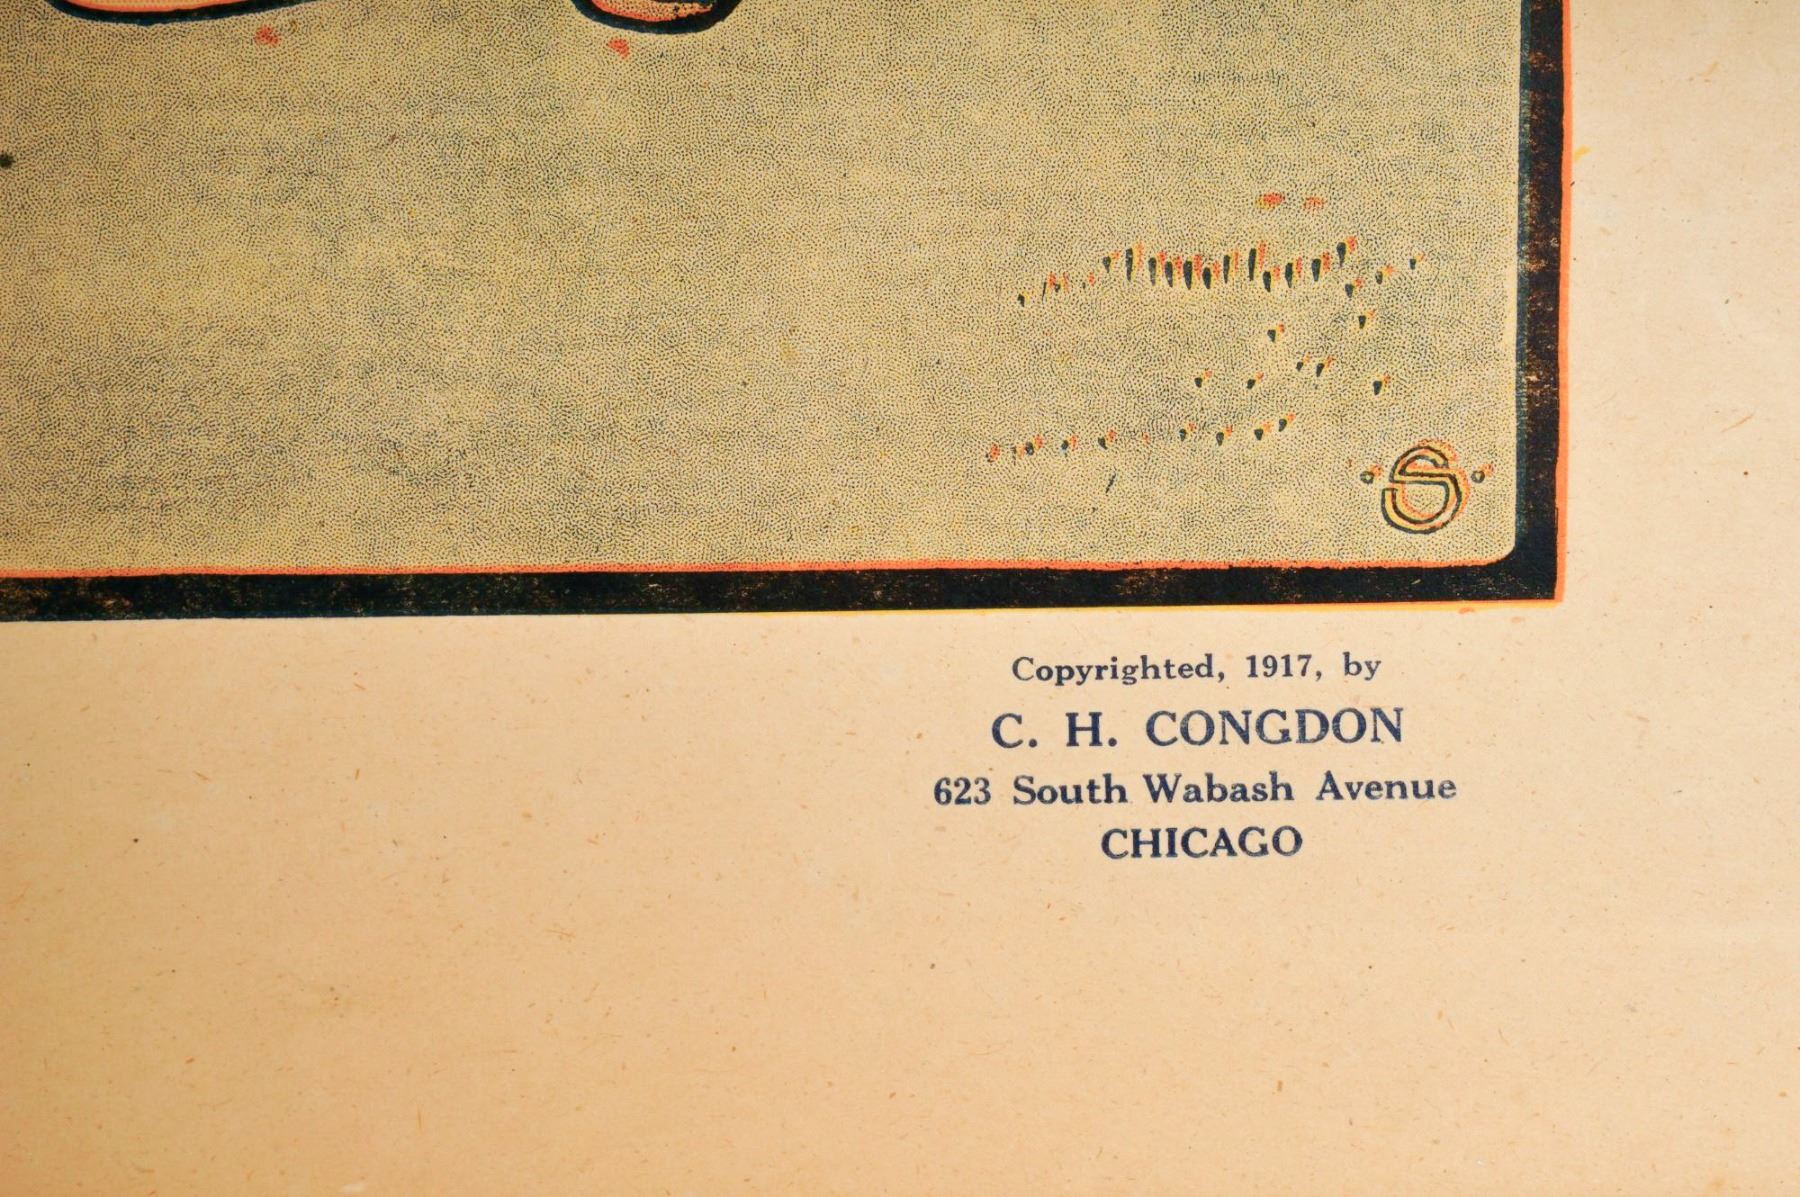 S
Copyrighted, 1917, by
C. H. CONGDON
623 South Wabash Avenue
CHICAGO